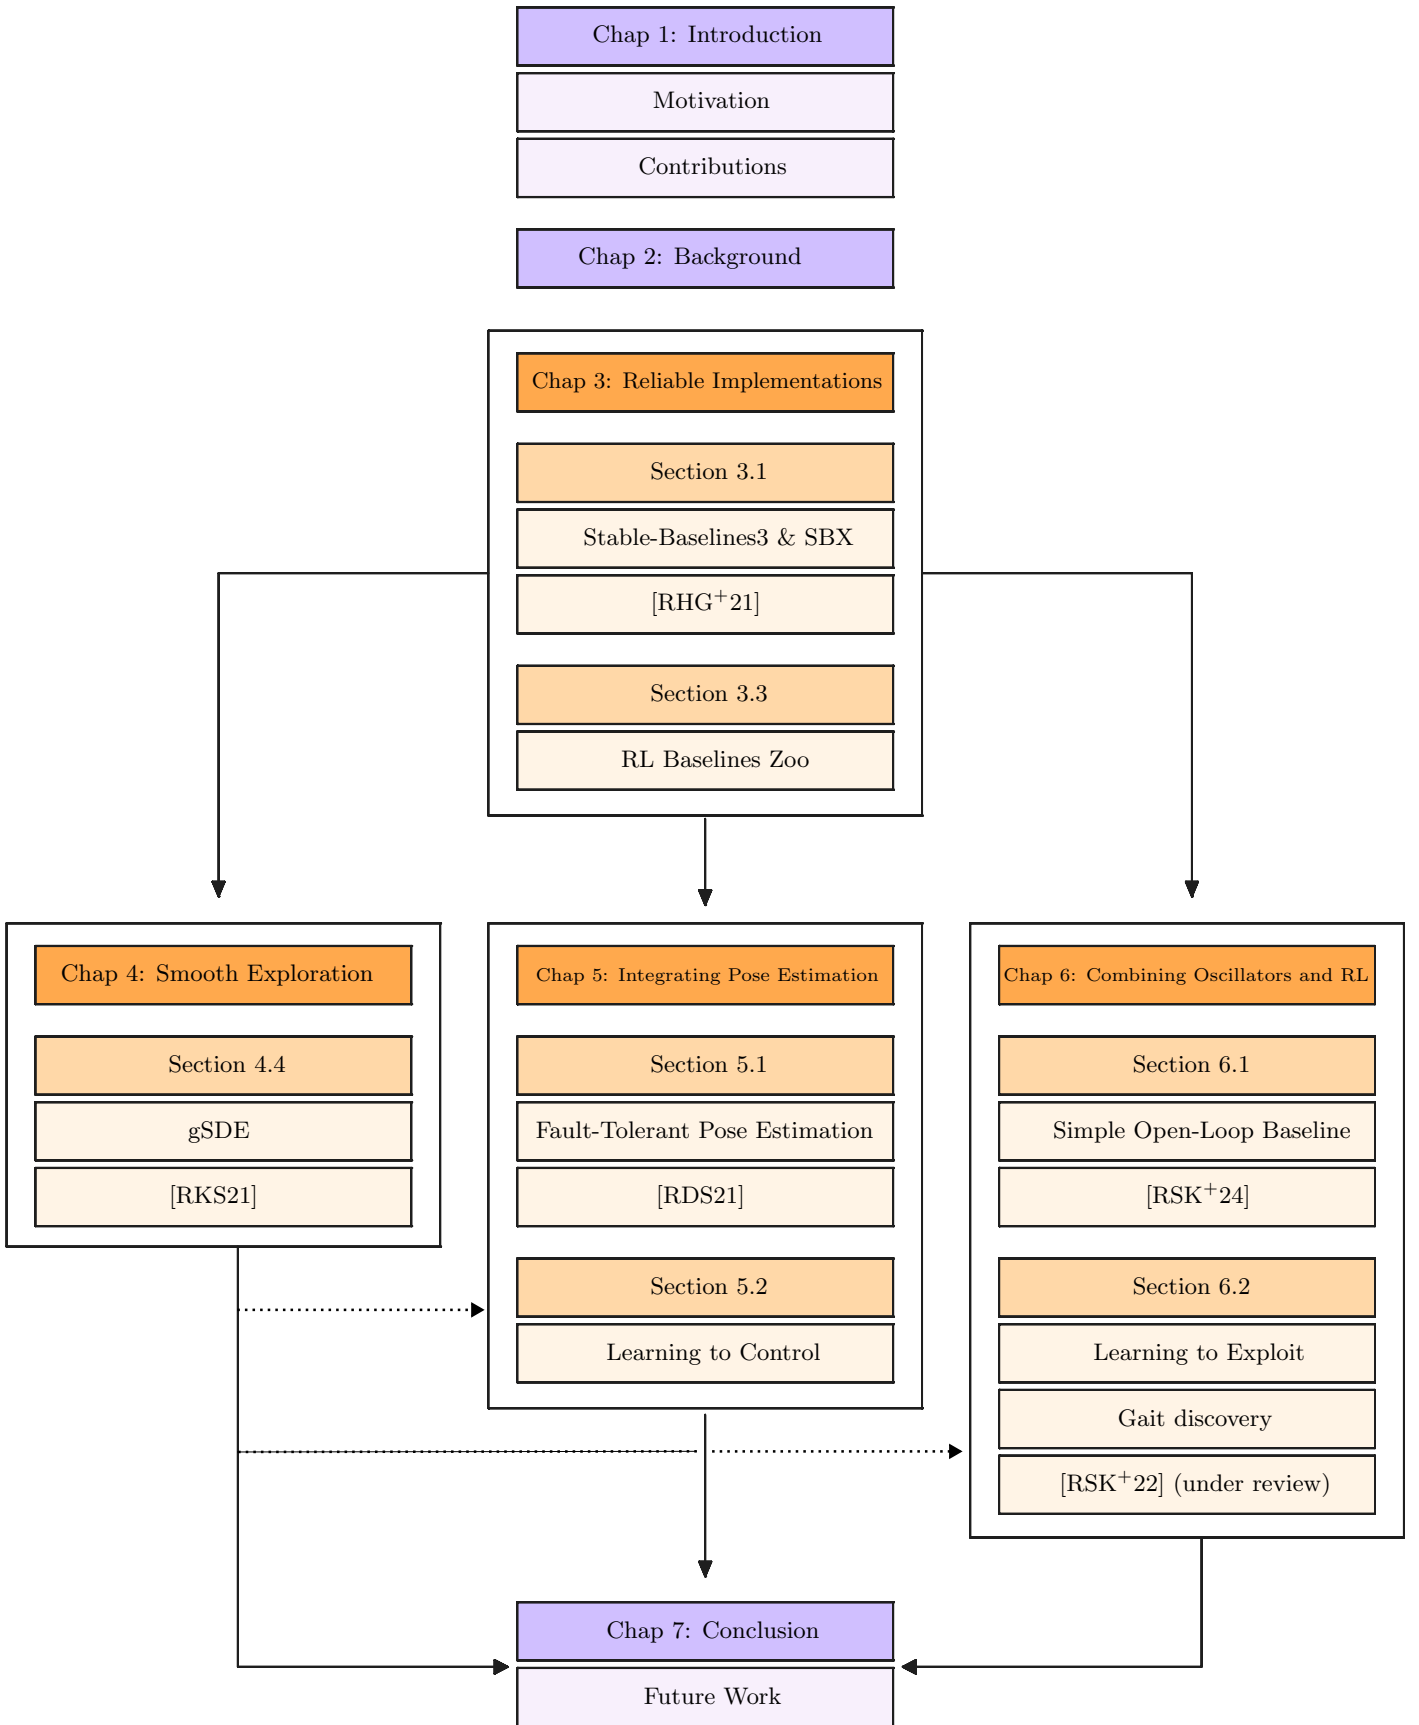 Chap 1: Introduction
Motivation
Contributions
Chap 2: Background
Chap 3: Reliable Implementations
Section 3.1
Stable-Baselines3 & SBX
[RHG+21]
Section 3.3
RL Baselines Zoo
Chap 4: Smooth Exploration
Section 4.4
gSDE
[RKS21]
Chap 5: Integrating Pose Estimation
Section 5.1
Fault-Tolerant Pose Estimation
[RDS21]
Section 5.2
Learning to Control
Chap 6: Combining Oscillators and RL
Section 6.1
Simple Open-Loop Baseline
[RSK+24]
Section 6.2
Learning to Exploit
Gait discovery
[RSK+22] (under review)
Chap 7: Conclusion
Future Work